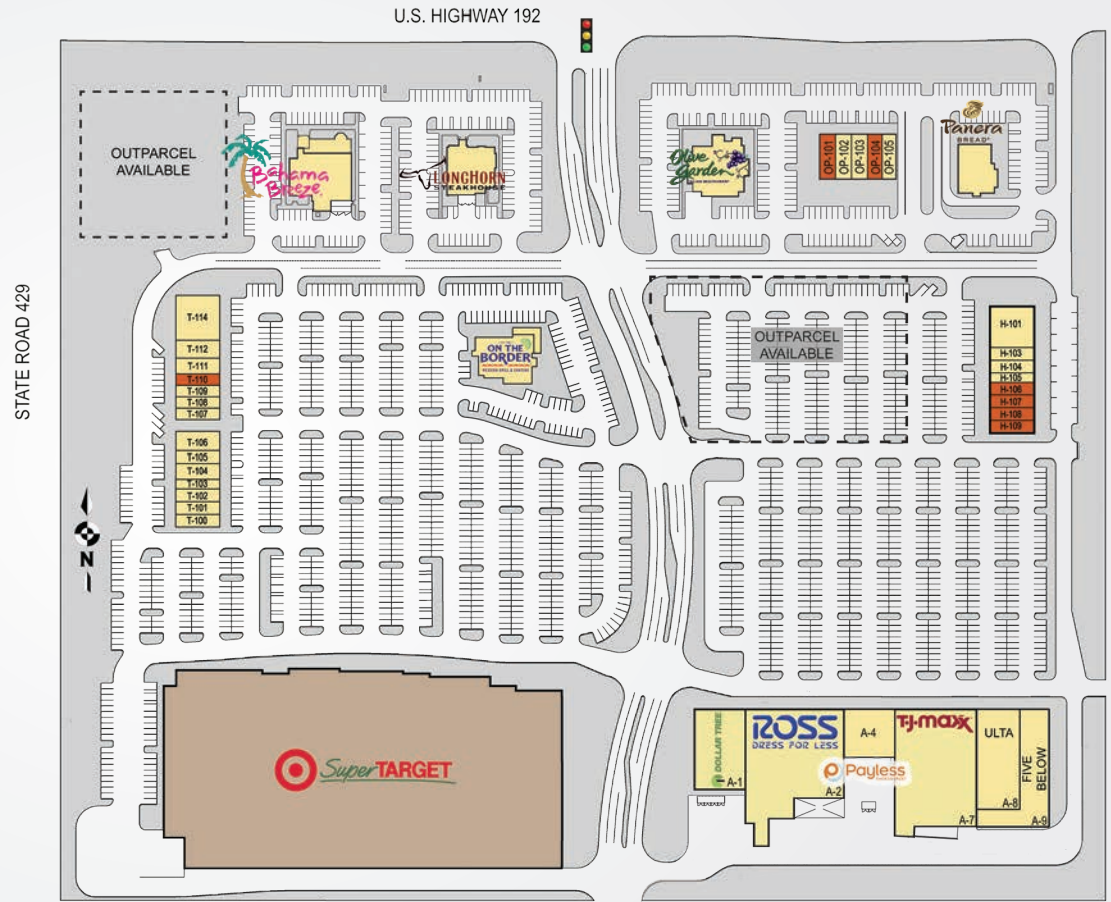 U.S. HIGHWAY 192
STATE ROAD 429
OUTPARCEL
AVAILABLE
Bahama
Breeze
LONGHORN
STEAKHOUSE
Olive
Garden
OP-101
OP-102
OP-103
OP-104
OP-105
Panera
BREAD
T-114
T-112
T-111
T-110
T-109
T-108
T-107
T-106
T-105
T-104
T-103
T-102
T-101
T-100
ON THE
BORDER
OUTPARCEL
AVAILABLE
H-101
H-103
H-104
H-105
H-106
H-107
H-108
H-109
N
SuperTARGET
DOLLAR TREE
A-1
ROSS
DRESS FOR LESS
A-2
A-4
Payless
T·J·maxx
A-7
ULTA
A-8
FIVE
BELOW
A-9